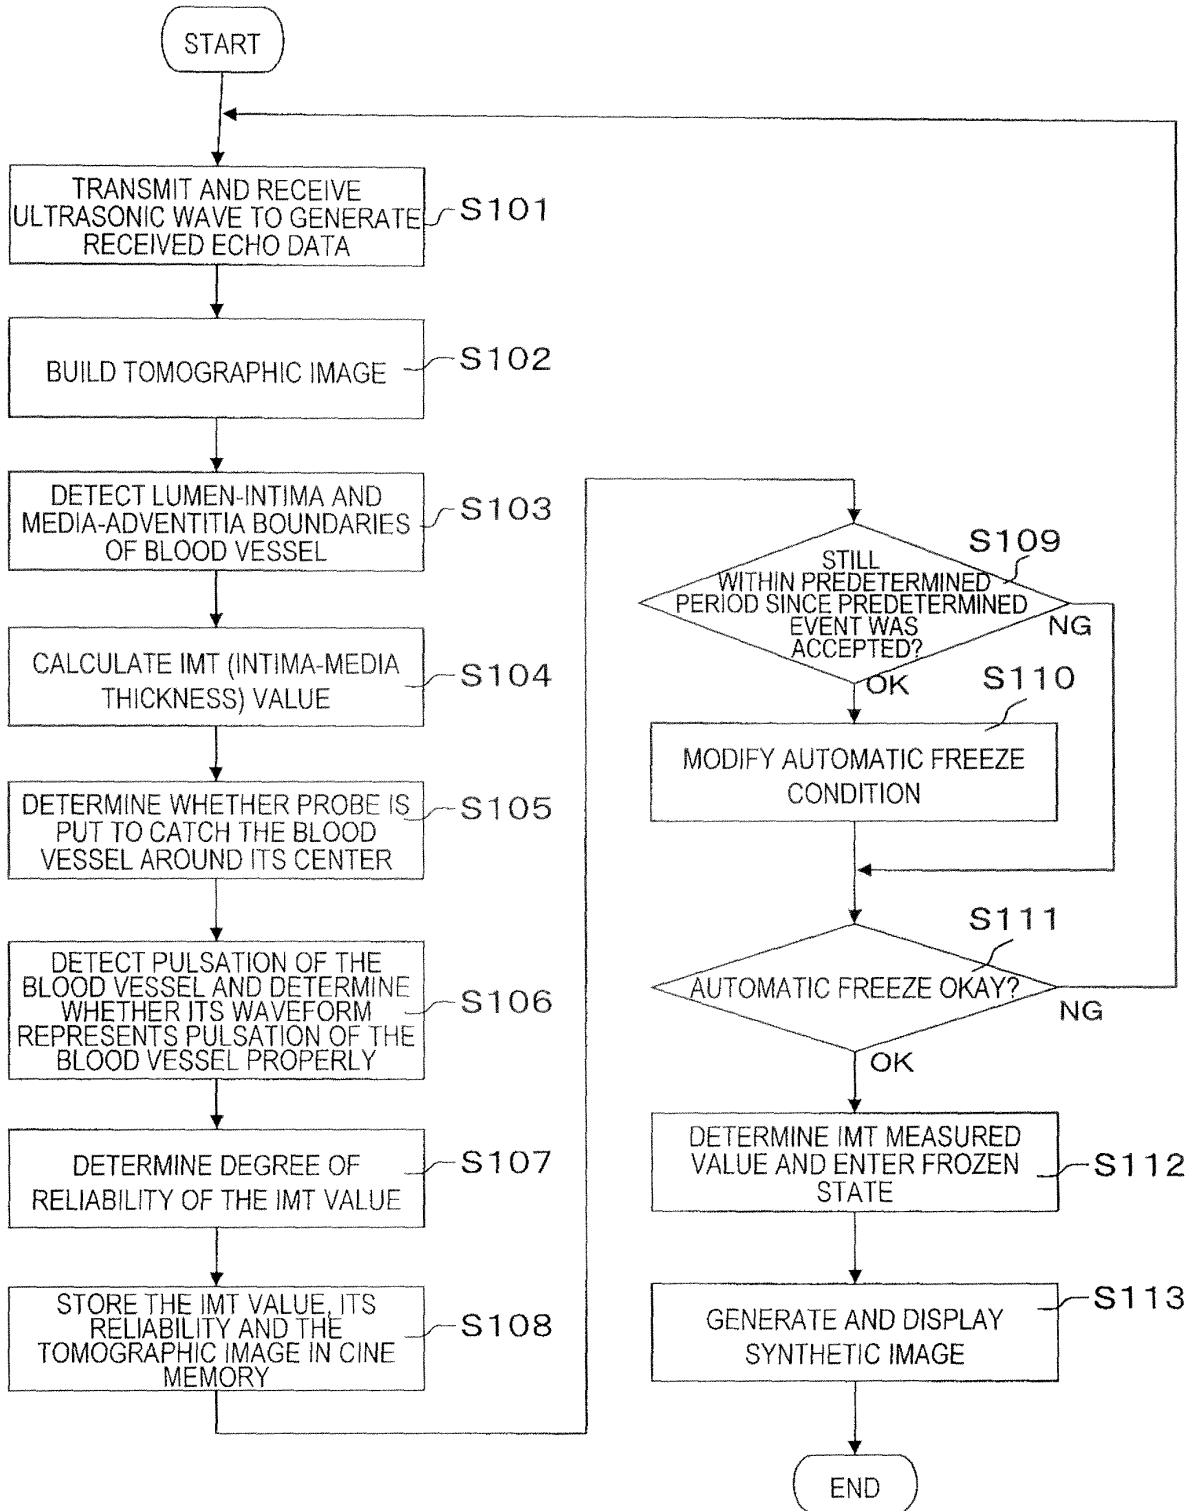 START
TRANSMIT AND RECEIVE
ULTRASONIC WAVE TO GENERATE
RECEIVED ECHO DATA
S101
BUILD TOMOGRAPHIC IMAGE
S102
DETECT LUMEN-INTIMA AND
MEDIA-ADVENTITIA BOUNDARIES
OF BLOOD VESSEL
S103
CALCULATE IMT (INTIMA-MEDIA
THICKNESS) VALUE
S104
DETERMINE WHETHER PROBE IS
PUT TO CATCH THE BLOOD
VESSEL AROUND ITS CENTER
S105
DETECT PULSATION OF THE
BLOOD VESSEL AND DETERMINE
WHETHER ITS WAVEFORM
REPRESENTS PULSATION OF THE
BLOOD VESSEL PROPERLY
S106
DETERMINE DEGREE OF
RELIABILITY OF THE IMT VALUE
S107
STORE THE IMT VALUE, ITS
RELIABILITY AND THE
TOMOGRAPHIC IMAGE IN CINE
MEMORY
S108
S109
STILL
WITHIN PREDETERMINED
PERIOD SINCE PREDETERMINED
EVENT WAS
ACCEPTED?
NG
OK
S110
MODIFY AUTOMATIC FREEZE
CONDITION
S111
AUTOMATIC FREEZE OKAY?
NG
OK
DETERMINE IMT MEASURED
VALUE AND ENTER FROZEN
STATE
S112
GENERATE AND DISPLAY
SYNTHETIC IMAGE
S113
END